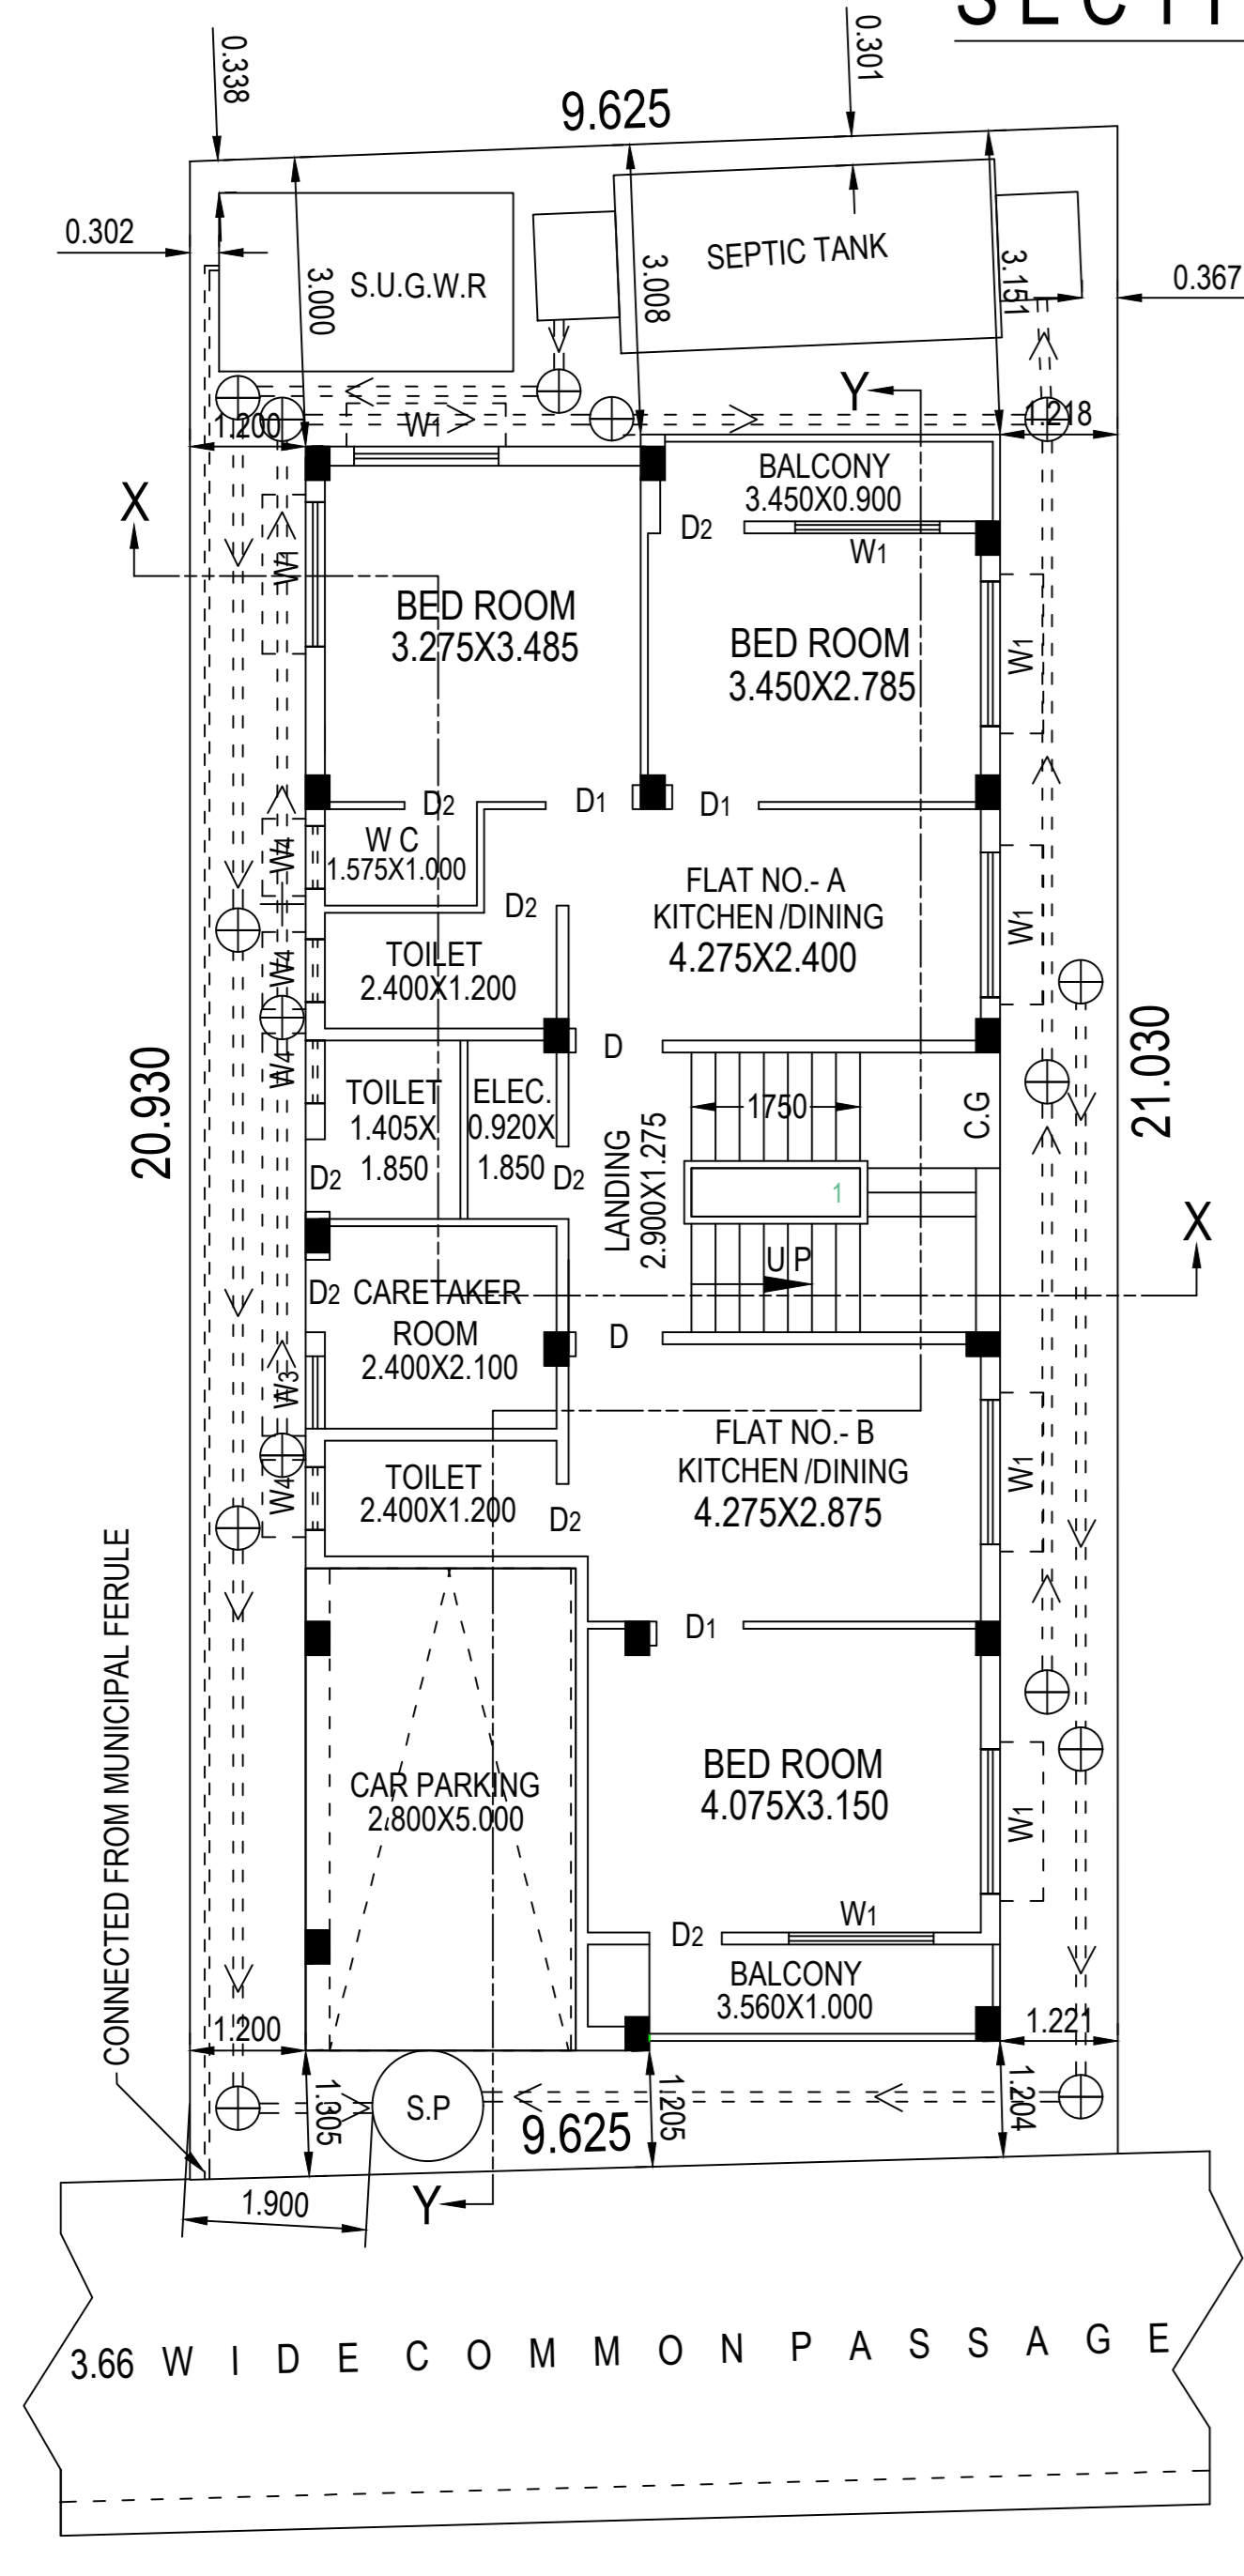 SECTI
0.338
0.301
9.625
0.302
S.U.G.W.R
3.000
3.008
SEPTIC TANK
3.151
0.367
1.200
W1
Y
1.218
X
BALCONY
3.450X0.900
D2
W1
W1
BED ROOM
3.275X3.485
BED ROOM
3.450X2.785
W1
D2
D1
D1
W C
1.575X1.000
W4
D2
FLAT NO.- A
KITCHEN /DINING
4.275X2.400
W1
TOILET
2.400X1.200
W4
20.930
21.030
D
W4
TOILET
1.405X
1.850
ELEC.
0.920X
1.850
D2
D2
LANDING
2.900X1.275
1750
C.G
1
UP
X
D2
CARETAKER
ROOM
2.400X2.100
D
W3
FLAT NO.- B
KITCHEN /DINING
4.275X2.875
W1
TOILET
2.400X1.200
W4
D2
CONNECTED FROM MUNICIPAL FERULE
D1
CAR PARKING
2.800X5.000
BED ROOM
4.075X3.150
W1
W1
D2
BALCONY
3.560X1.000
1.200
1.221
1.305
S.P
9.625
1.205
1.204
1.900
Y
3.66 WIDE COMMON PASSAGE